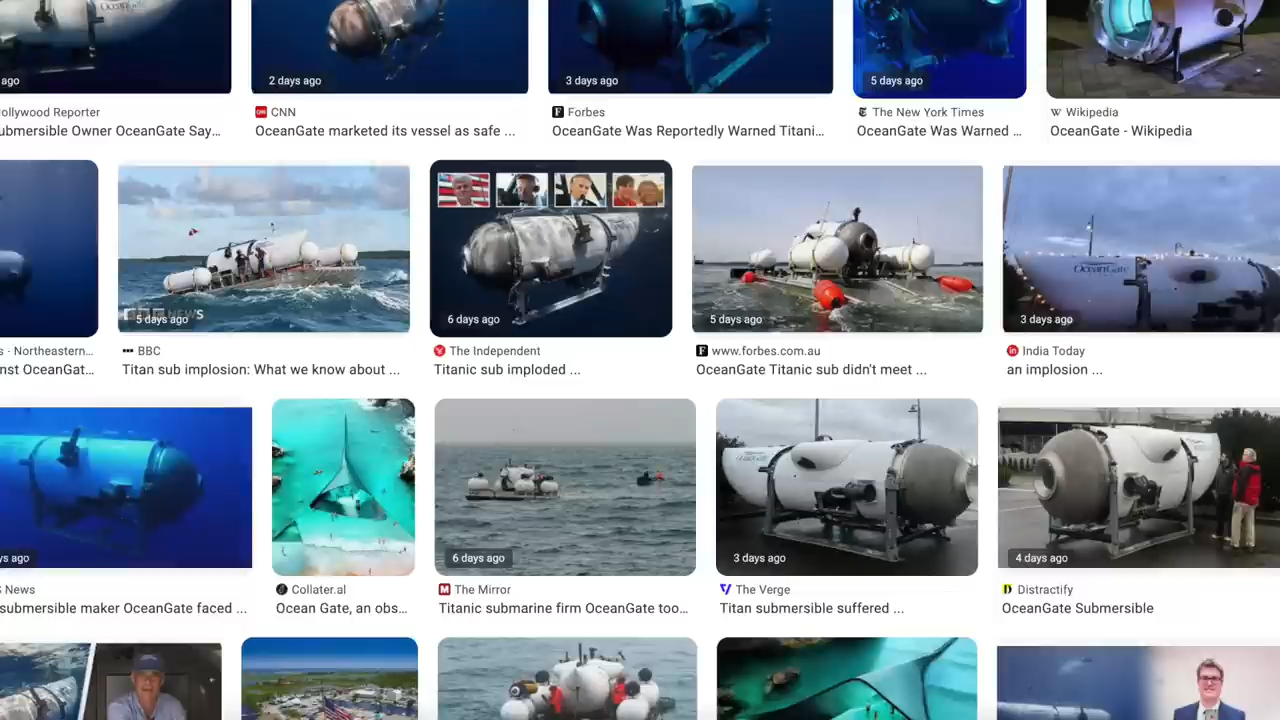 OceanGate
ago
2 days ago
3 days ago
5 days ago
ollywood Reporter
CNN
Forbes
The New York Times
W Wikipedia
ubmersible Owner OceanGate Say…
OceanGate marketed its vessel as safe ...
OceanGate Was Reportedly Warned Titani…
OceanGate Was Warned ...
OceanGate - Wikipedia
OceanGate
NEWS
5 days ago
6 days ago
5 days ago
3 days ago
s · Northeastern…
BBC
The Independent
F www.forbes.com.au
in India Today
nst OceanGat…
Titan sub implosion: What we know about ...
Titanic sub imploded ...
OceanGate Titanic sub didn't meet ...
an implosion ...
ys ago
6 days ago
3 days ago
4 days ago
S News
Collater.al
M The Mirror
The Verge
D Distractify
submersible maker OceanGate faced ...
Ocean Gate, an obs…
Titanic submarine firm OceanGate too…
Titan submersible suffered ...
OceanGate Submersible